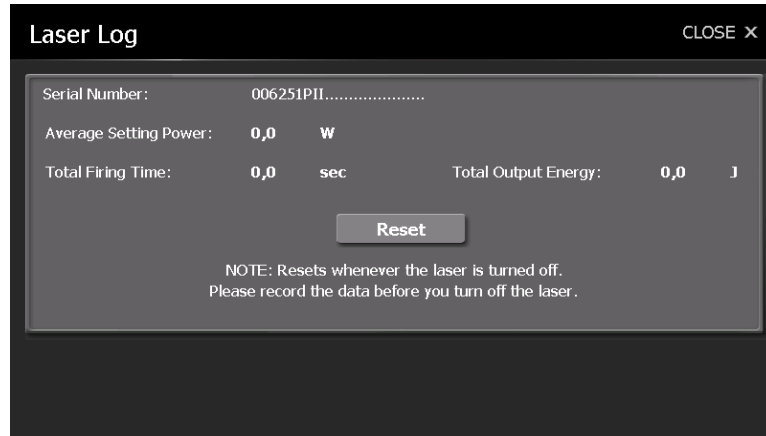 Laser Log CLOSE X
Serial Number: 006251PII.....................
Average Setting Power: 0,0 W
Total Firing Time: 0,0 sec Total Output Energy: 0,0 J
Reset
NOTE: Resets whenever the laser is turned off.
Please record the data before you turn off the laser.